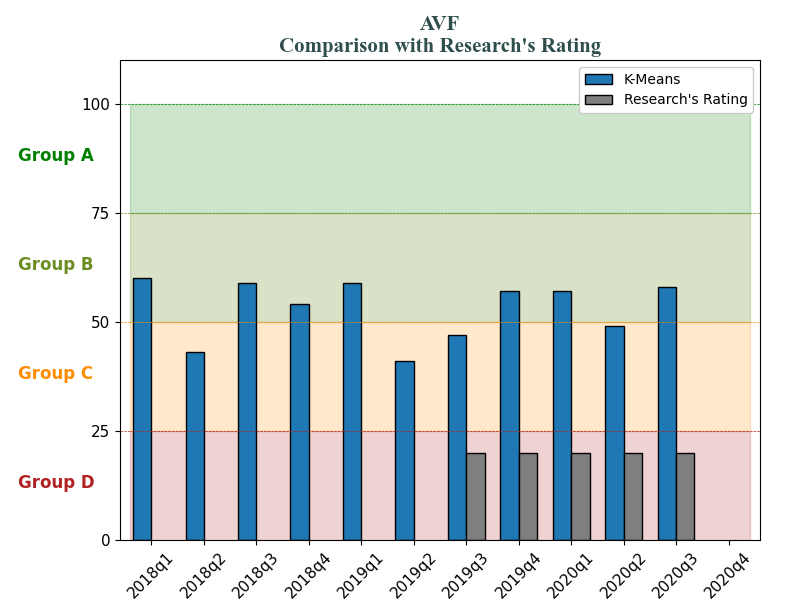 AVF
Comparison with Research's Rating
K-Means
Research's Rating
100
Group A
75
Group B
50
Group C
25
Group D
0
2018q1
2018q2
2018q3
2018q4
2019q1
2019q2
2019q3
2019q4
2020q1
2020q2
2020q3
2020q4